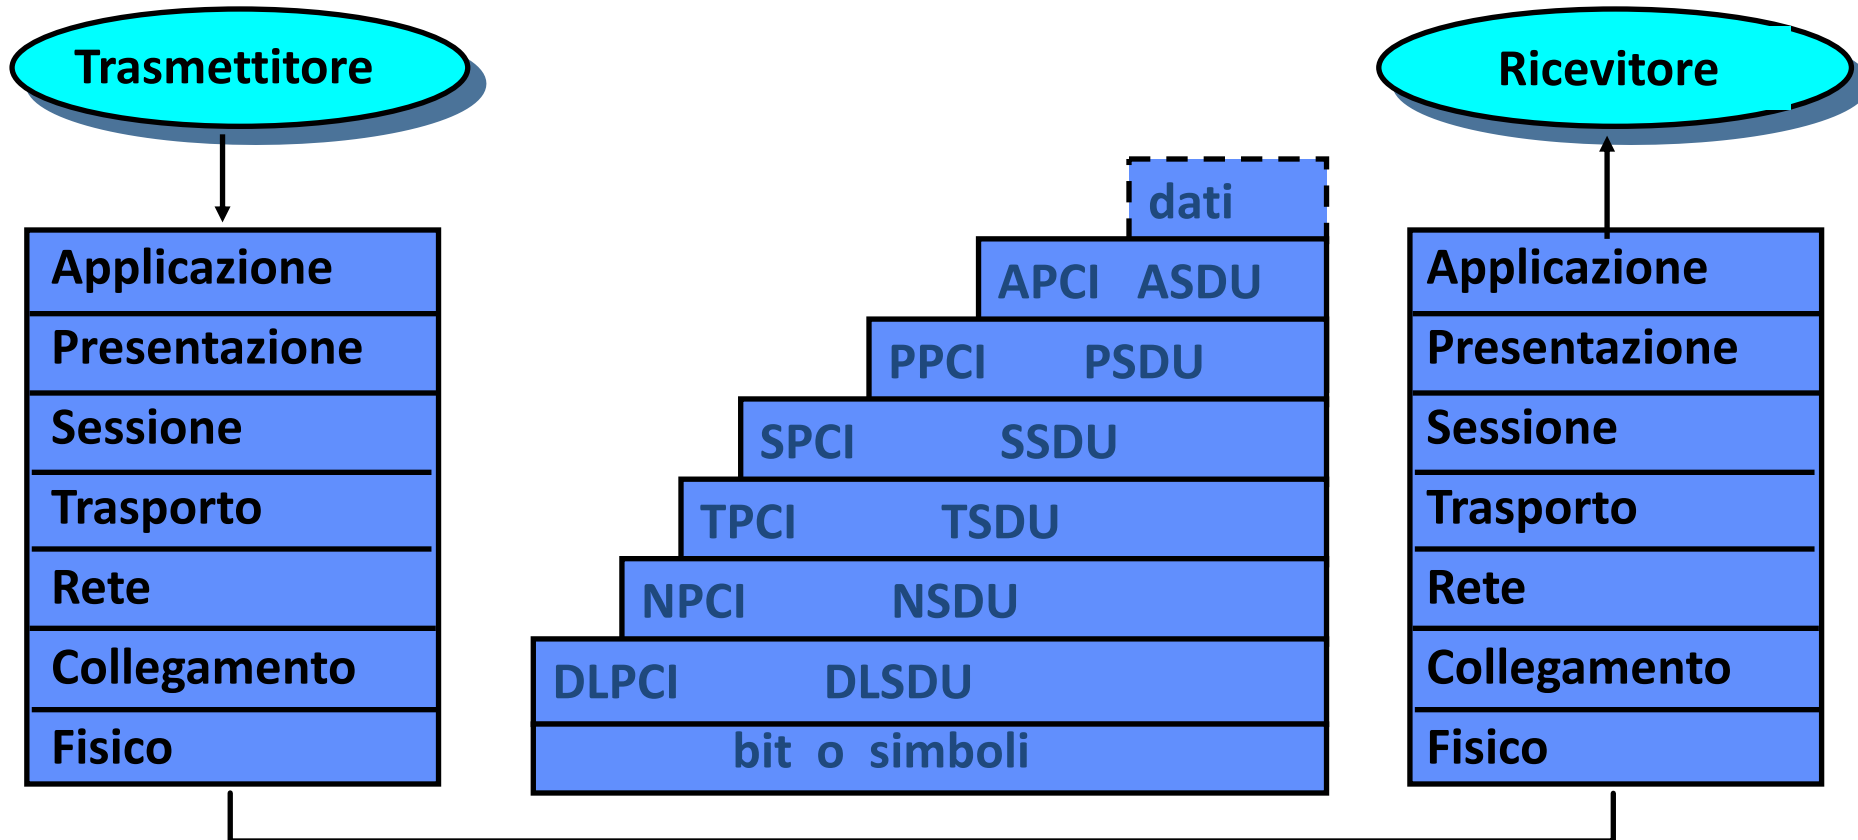 Trasmettitore
Ricevitore
Applicazione
Presentazione
Sessione
Trasporto
Rete
Collegamento
Fisico
dati
APCI ASDU
PPCI PSDU
SPCI SSDU
TPCI TSDU
NPCI NSDU
DLPCI DLSDU
bit o simboli
Applicazione
Presentazione
Sessione
Trasporto
Rete
Collegamento
Fisico